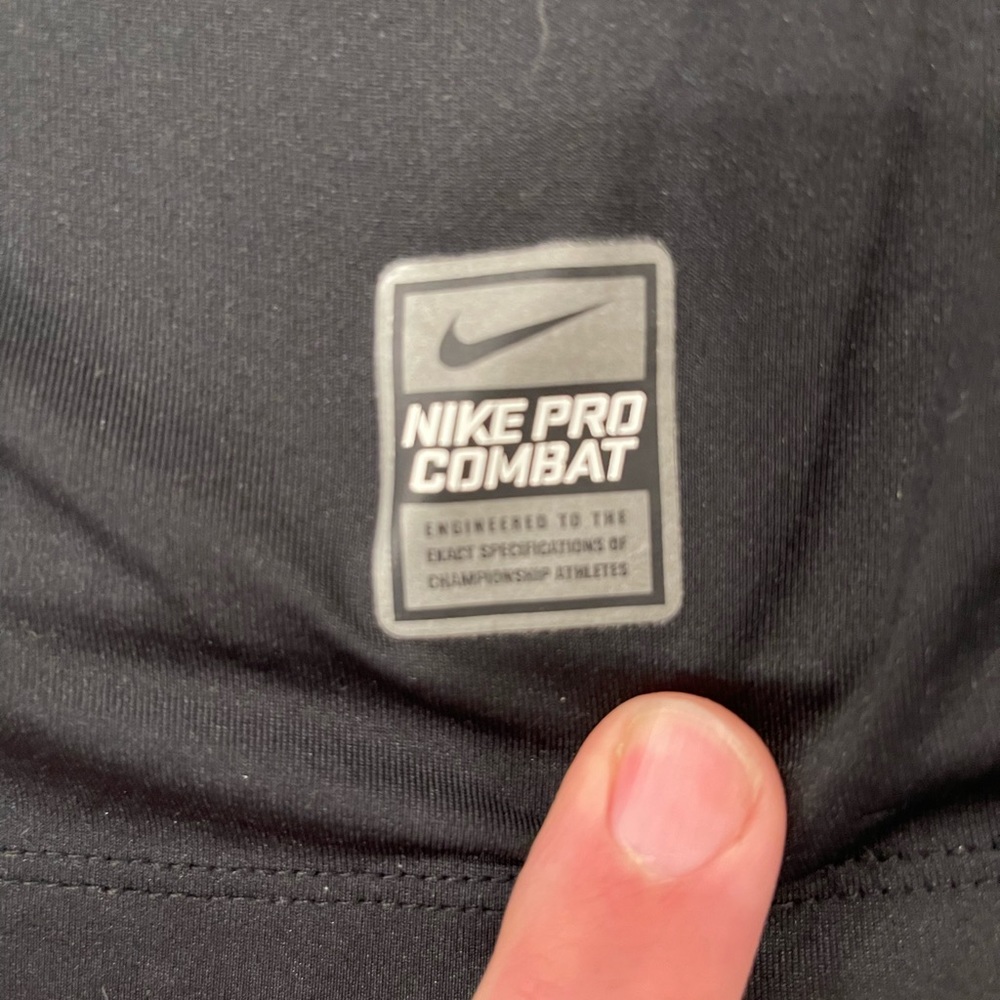 NIKE PRO
COMBAT
ENGINEERED TO THE
EXACT SPECIFICATIONS OF
CHAMPIONSHIP ATHLETES